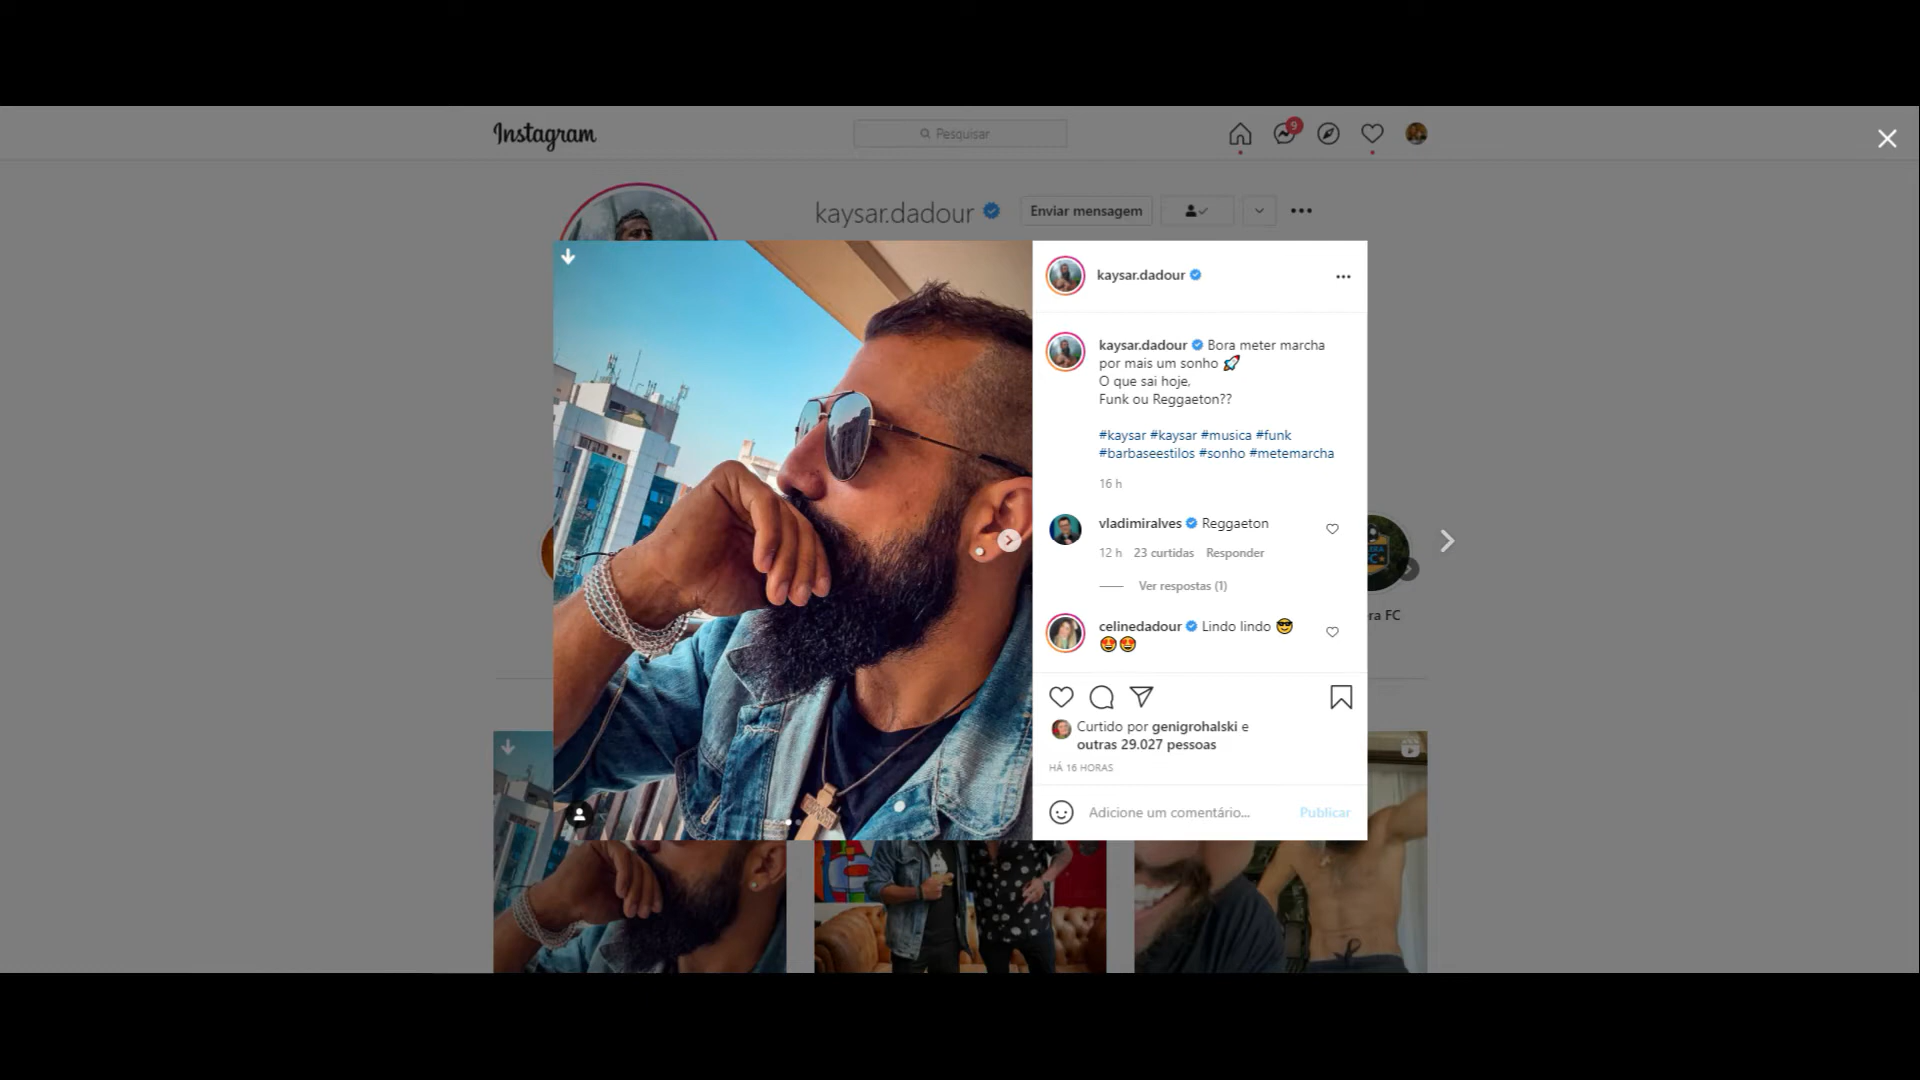 Instagram
Pesquisar
9
kaysar.dadour
Enviar mensagem
kaysar.dadour
kaysar.dadour Bora meter marcha
por mais um sonho 🚀
O que sai hoje,
Funk ou Reggaeton??
#kaysar #kaysar #musica #funk
#barbaseestilos #sonho #metemarcha
16 h
vladimiralves Reggaeton
12 h 23 curtidas Responder
Ver respostas (1)
celinedadour Lindo lindo 😎
😍😍
Curtido por genigrohalski e
outras 29.027 pessoas
HÁ 16 HORAS
Adicione um comentário... Publicar
ra FC